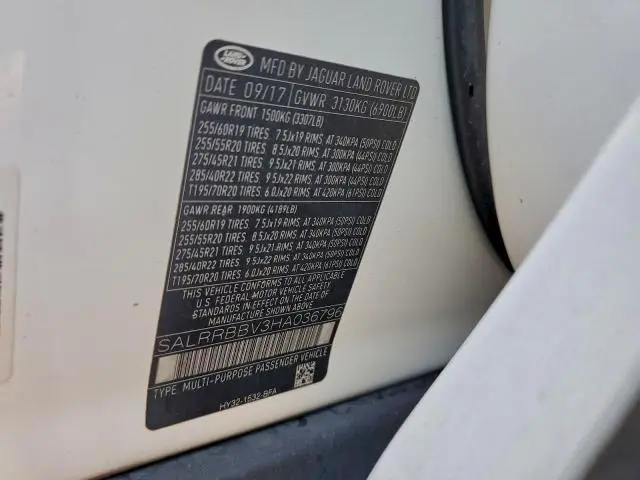 LAND ROVER
MFD BY JAGUAR LAND ROVER LTD
DATE 09/17 GVWR 3130KG (6900LB)
GAWR FRONT 1500KG (3307LB)
255/60R19 TIRES. 7.5Jx19 RIMS, AT 340KPA (50PSI) COLD
255/55R20 TIRES. 8.5Jx20 RIMS, AT 300KPA (44PSI) COLD
275/45R21 TIRES. 9.5Jx21 RIMS, AT 300KPA (44PSI) COLD
285/40R22 TIRES. 9.5Jx22 RIMS, AT 300KPA (44PSI) COLD
T195/70R20 TIRES. 6.0Jx20 RIMS, AT 420KPA (61PSI) COLD
GAWR REAR 1900KG (4189LB)
255/60R19 TIRES. 7.5Jx19 RIMS, AT 340KPA (50PSI) COLD
255/55R20 TIRES. 8.5Jx20 RIMS, AT 340KPA (50PSI) COLD
275/45R21 TIRES. 9.5Jx21 RIMS, AT 340KPA (50PSI) COLD
285/40R22 TIRES. 9.5Jx22 RIMS, AT 340KPA (50PSI) COLD
T195/70R20 TIRES. 6.0Jx20 RIMS, AT 420KPA (61PSI) COLD
THIS VEHICLE CONFORMS TO ALL APPLICABLE
U.S. FEDERAL MOTOR VEHICLE SAFETY
STANDARDS IN EFFECT ON THE DATE OF
MANUFACTURE SHOWN ABOVE
SALRRBBV3HA036796
TYPE: MULTI-PURPOSE PASSENGER VEHICLE
HY32-1532-BFA